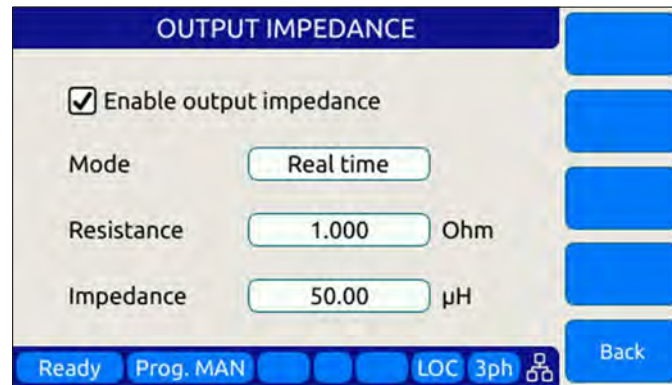 OUTPUT IMPEDANCE
Enable output impedance
Mode Real time
Resistance 1.000 Ohm
Impedance 50.00 µH
Back
Ready Prog. MAN LOC 3ph